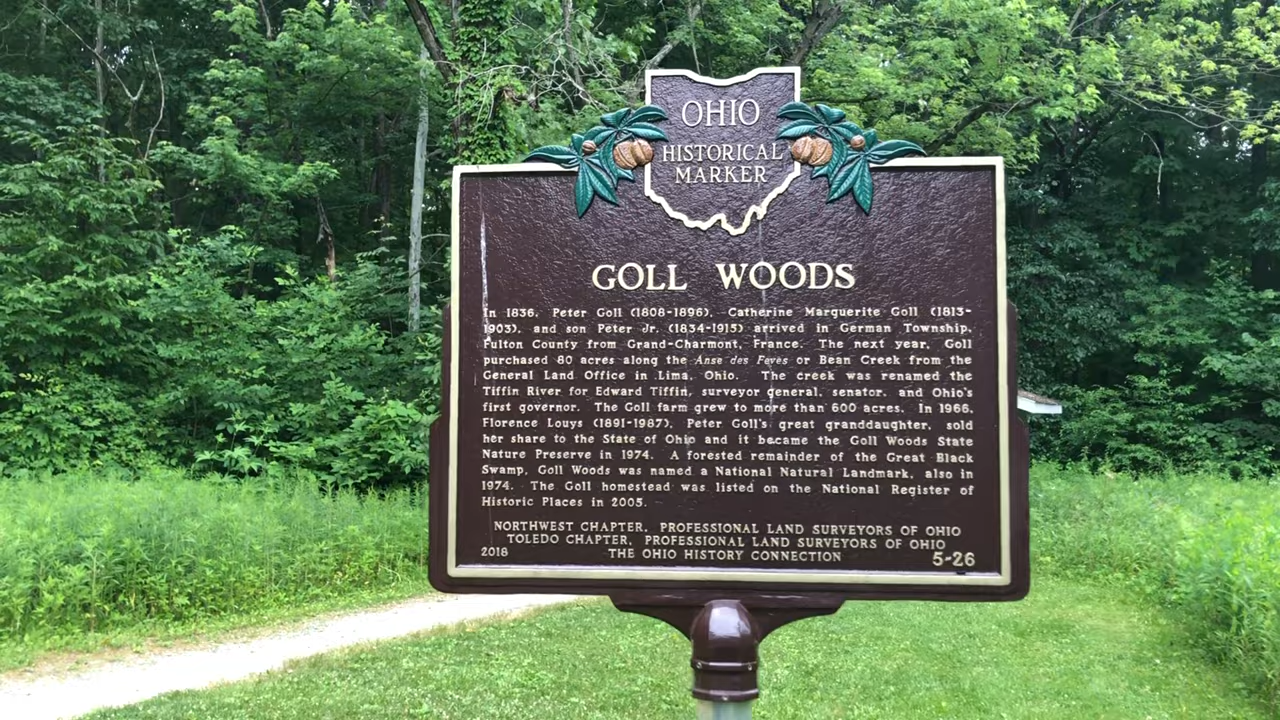 OHIO
HISTORICAL
MARKER
GOLL WOODS
In 1836, Peter Goll (1808-1896), Catherine Marguerite Goll (1813-
1903), and son Peter Jr. (1834-1915) arrived in German Township,
Fulton County from Grand-Charmont, France. The next year, Goll
purchased 80 acres along the Anse des Feves or Bean Creek from the
General Land Office in Lima, Ohio. The creek was renamed the
Tiffin River for Edward Tiffin, surveyor general, senator, and Ohio's
first governor. The Goll farm grew to more than 600 acres. In 1966,
Florence Louys (1891-1987), Peter Goll's great granddaughter, sold
her share to the State of Ohio and it became the Goll Woods State
Nature Preserve in 1974. A forested remainder of the Great Black
Swamp, Goll Woods was named a National Natural Landmark, also in
1974. The Goll homestead was listed on the National Register of
Historic Places in 2005.
NORTHWEST CHAPTER, PROFESSIONAL LAND SURVEYORS OF OHIO
TOLEDO CHAPTER, PROFESSIONAL LAND SURVEYORS OF OHIO
2018 THE OHIO HISTORY CONNECTION 5-26